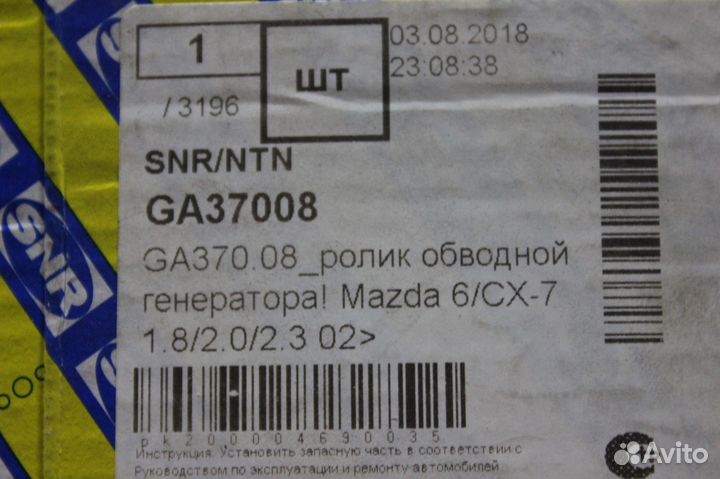 1
шт
03.08.2018
23:08:38
/ 3196
SNR/NTN
GA37008
GA370.08_ролик обводной
генератора! Mazda 6/CX-7
1.8/2.0/2.3 02>
pk200004690035
Инструкция: Установить запасную часть в соответствии с
Руководством по эксплуатации и ремонту автомобилей
SNR
SNR
SNR
Avito